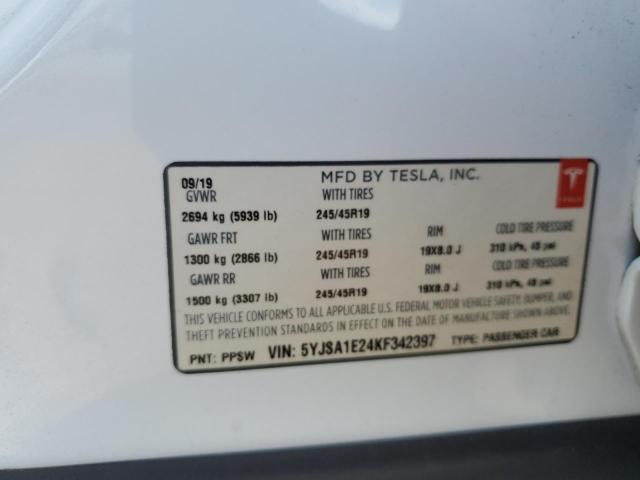 09/19 MFD BY TESLA, INC.
GVWR WITH TIRES
2694 kg (5939 lb) 245/45R19
GAWR FRT WITH TIRES RIM COLD TIRE PRESSURE
1300 kg (2866 lb) 245/45R19 19X8.0 J 310 kPa, 45 psi
GAWR RR WITH TIRES RIM COLD TIRE PRESSURE
1500 kg (3307 lb) 245/45R19 19X8.0 J 310 kPa, 45 psi
THIS VEHICLE CONFORMS TO ALL APPLICABLE U.S. FEDERAL MOTOR VEHICLE SAFETY, BUMPER, AND
THEFT PREVENTION STANDARDS IN EFFECT ON THE DATE OF MANUFACTURE SHOWN ABOVE.
PNT: PPSW VIN: 5YJSA1E24KF342397 TYPE: PASSENGER CAR
TESLA